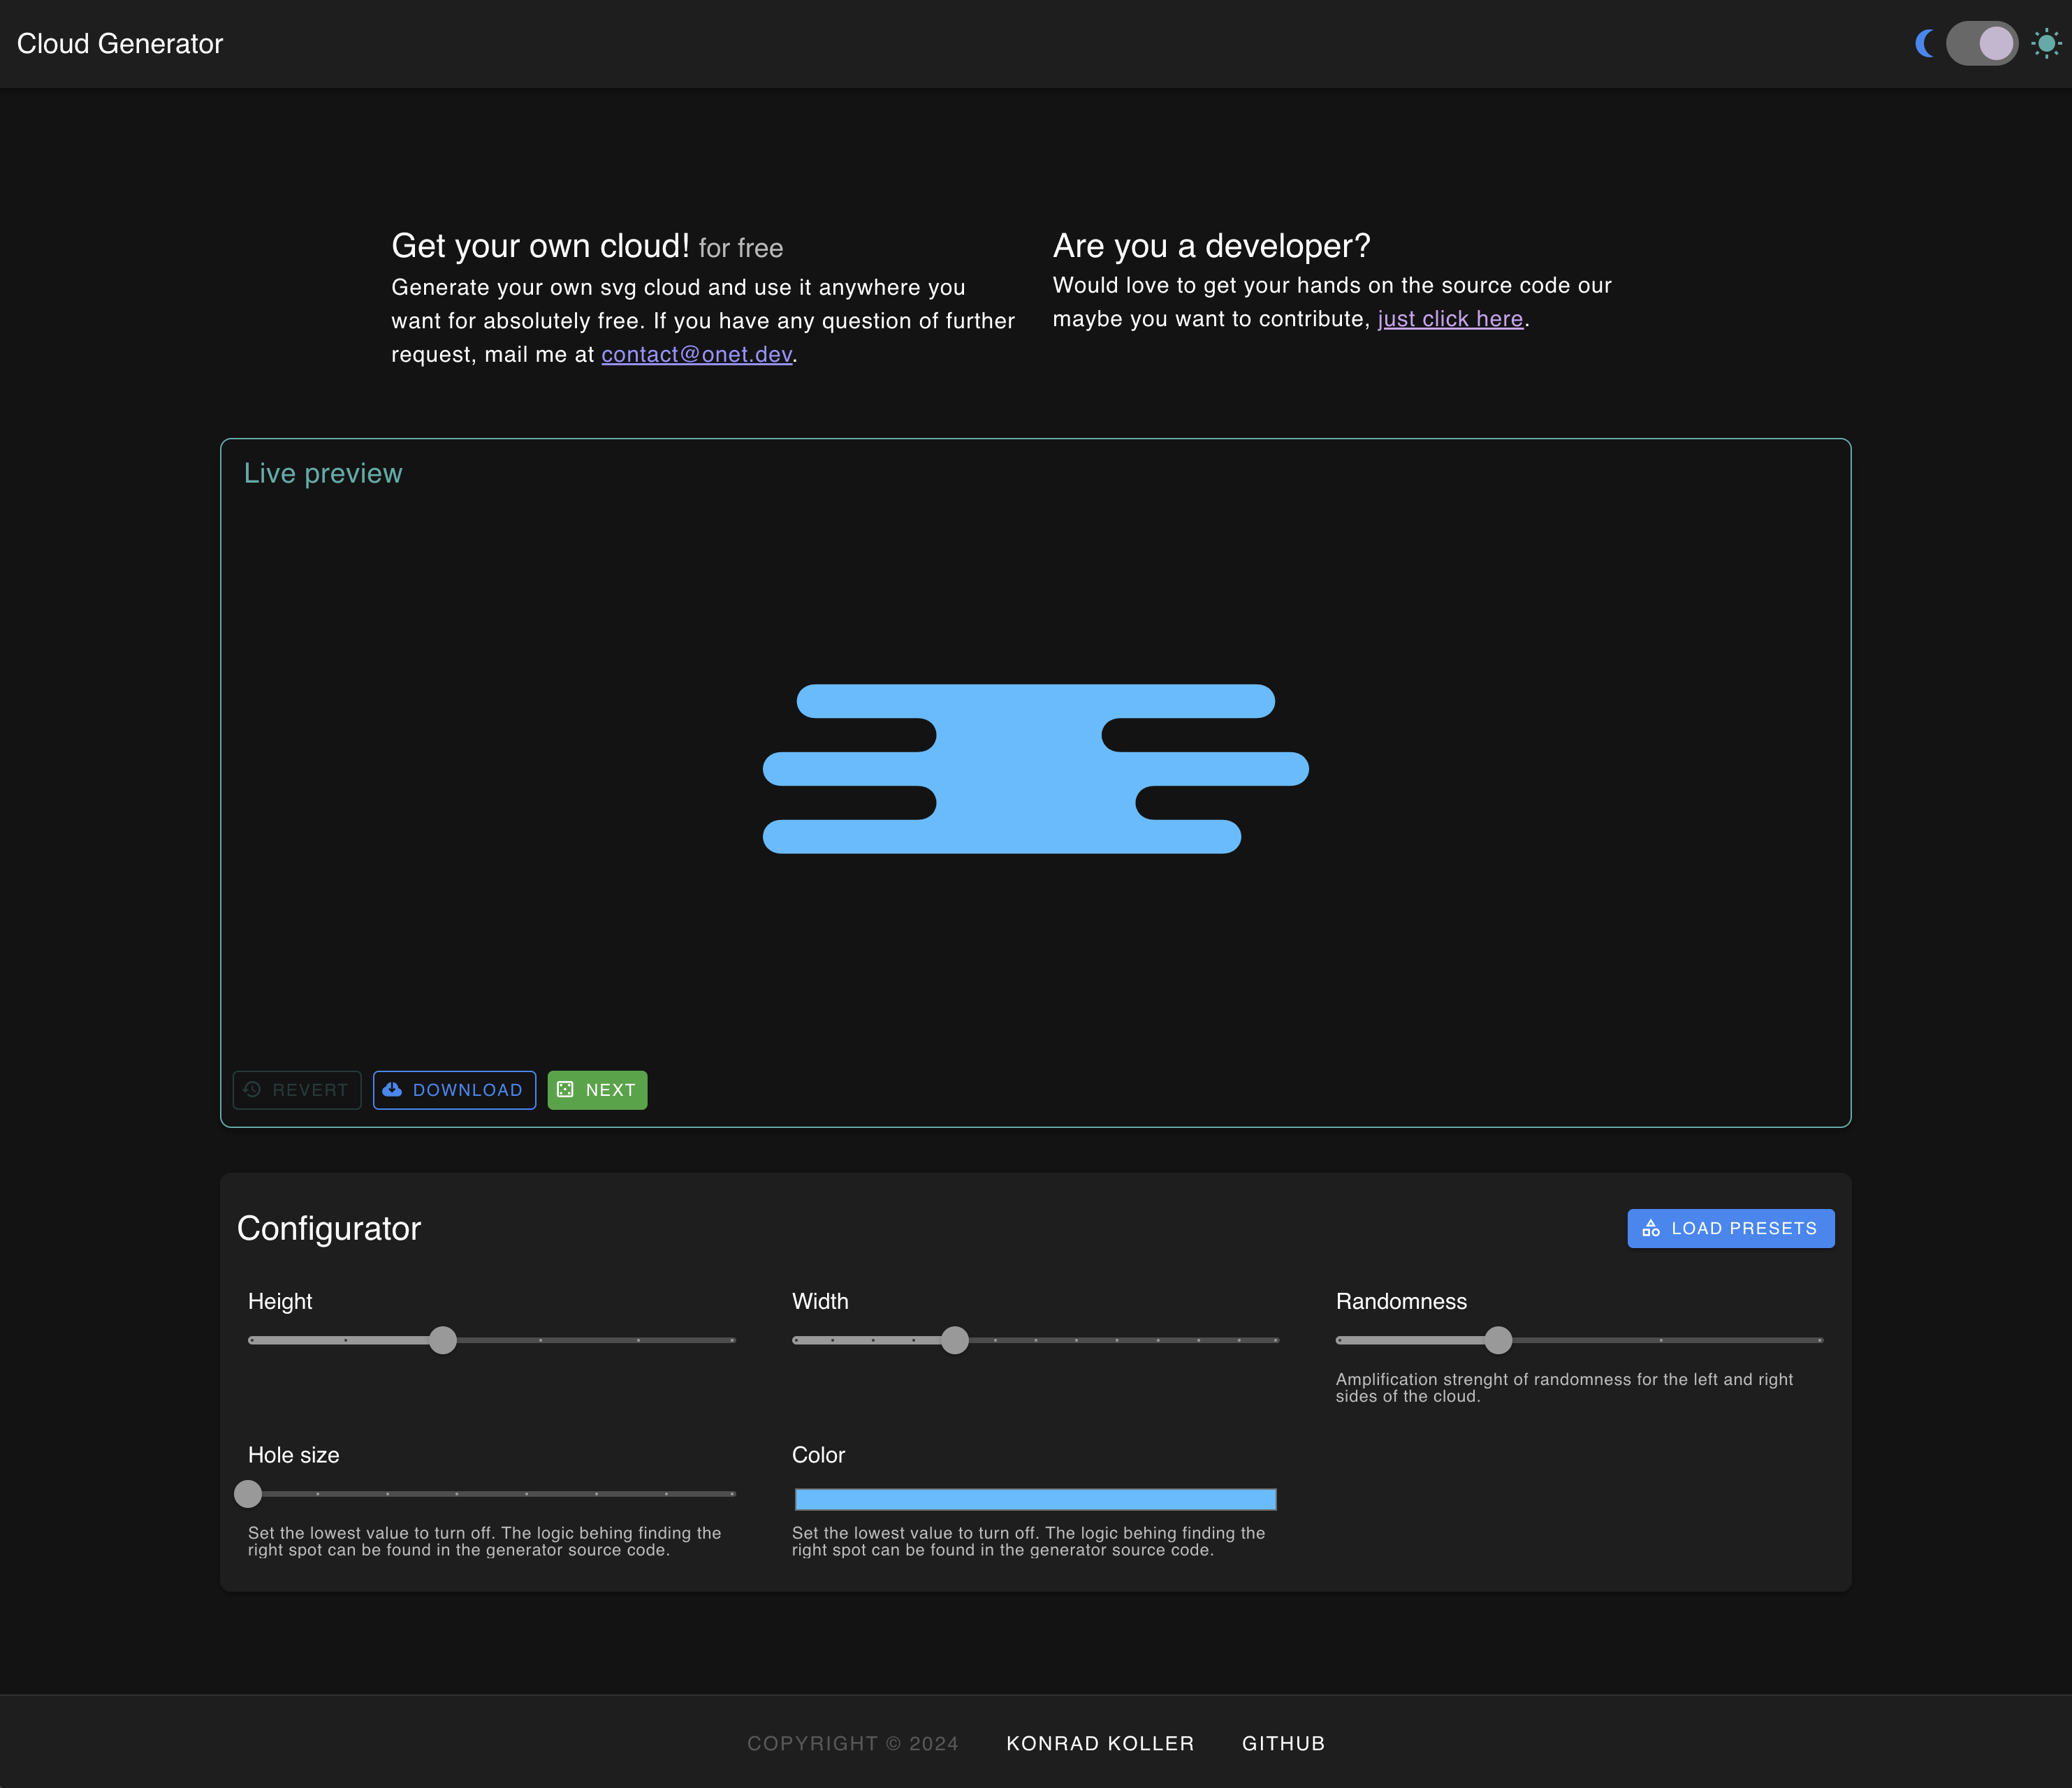 Cloud Generator
Get your own cloud! for free
Generate your own svg cloud and use it anywhere you
want for absolutely free. If you have any question of further
request, mail me at contact@onet.dev.
Are you a developer?
Would love to get your hands on the source code our
maybe you want to contribute, just click here.
Live preview
REVERT
DOWNLOAD
NEXT
Configurator
LOAD PRESETS
Height
Width
Randomness
Amplification strenght of randomness for the left and right
sides of the cloud.
Hole size
Set the lowest value to turn off. The logic behing finding the
right spot can be found in the generator source code.
Color
Set the lowest value to turn off. The logic behing finding the
right spot can be found in the generator source code.
COPYRIGHT © 2024
KONRAD KOLLER
GITHUB